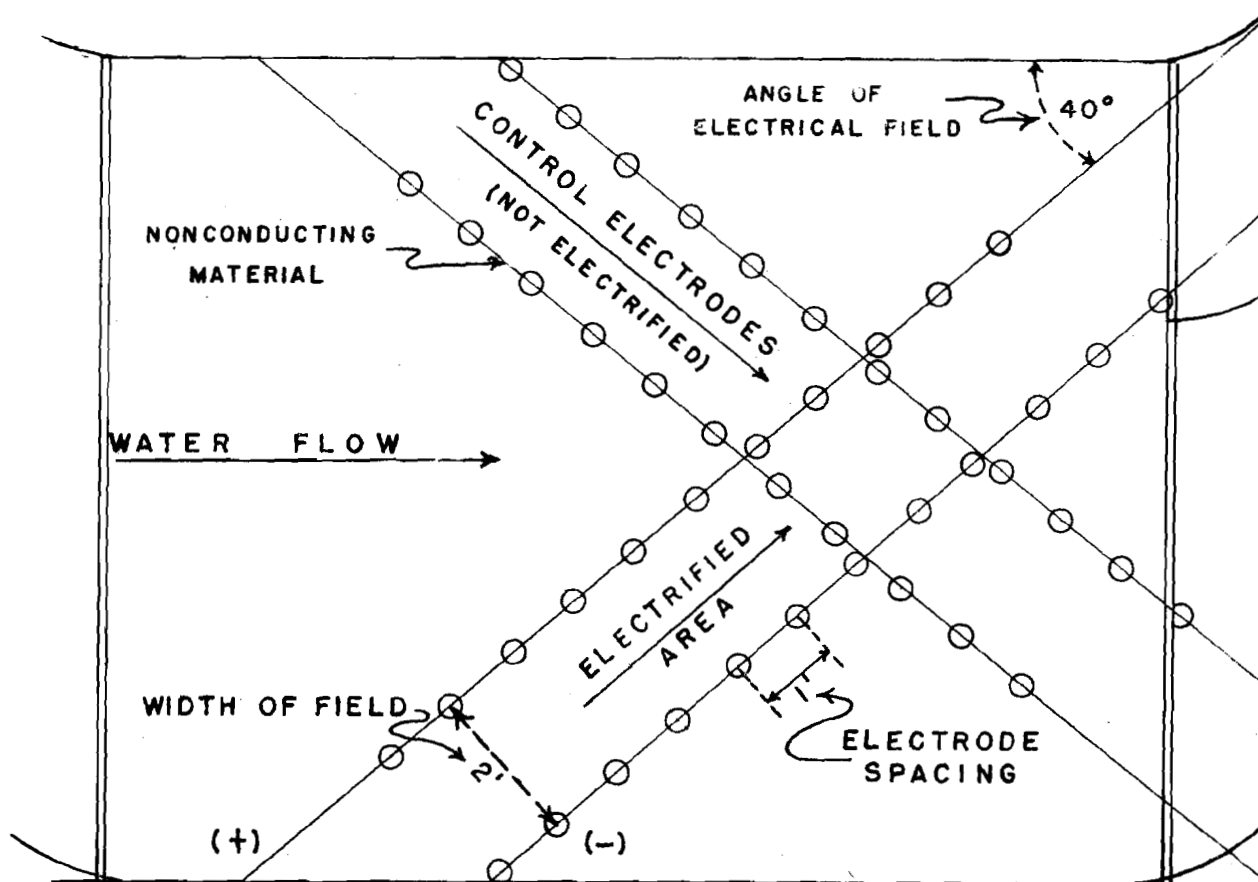 ANGLE OF
ELECTRICAL FIELD
40°
CONTROL ELECTRODES
(NOT ELECTRIFIED)
NONCONDUCTING
MATERIAL
WATER FLOW
ELECTRIFIED
AREA
WIDTH OF FIELD
2'
ELECTRODE
SPACING
(+)
(-)